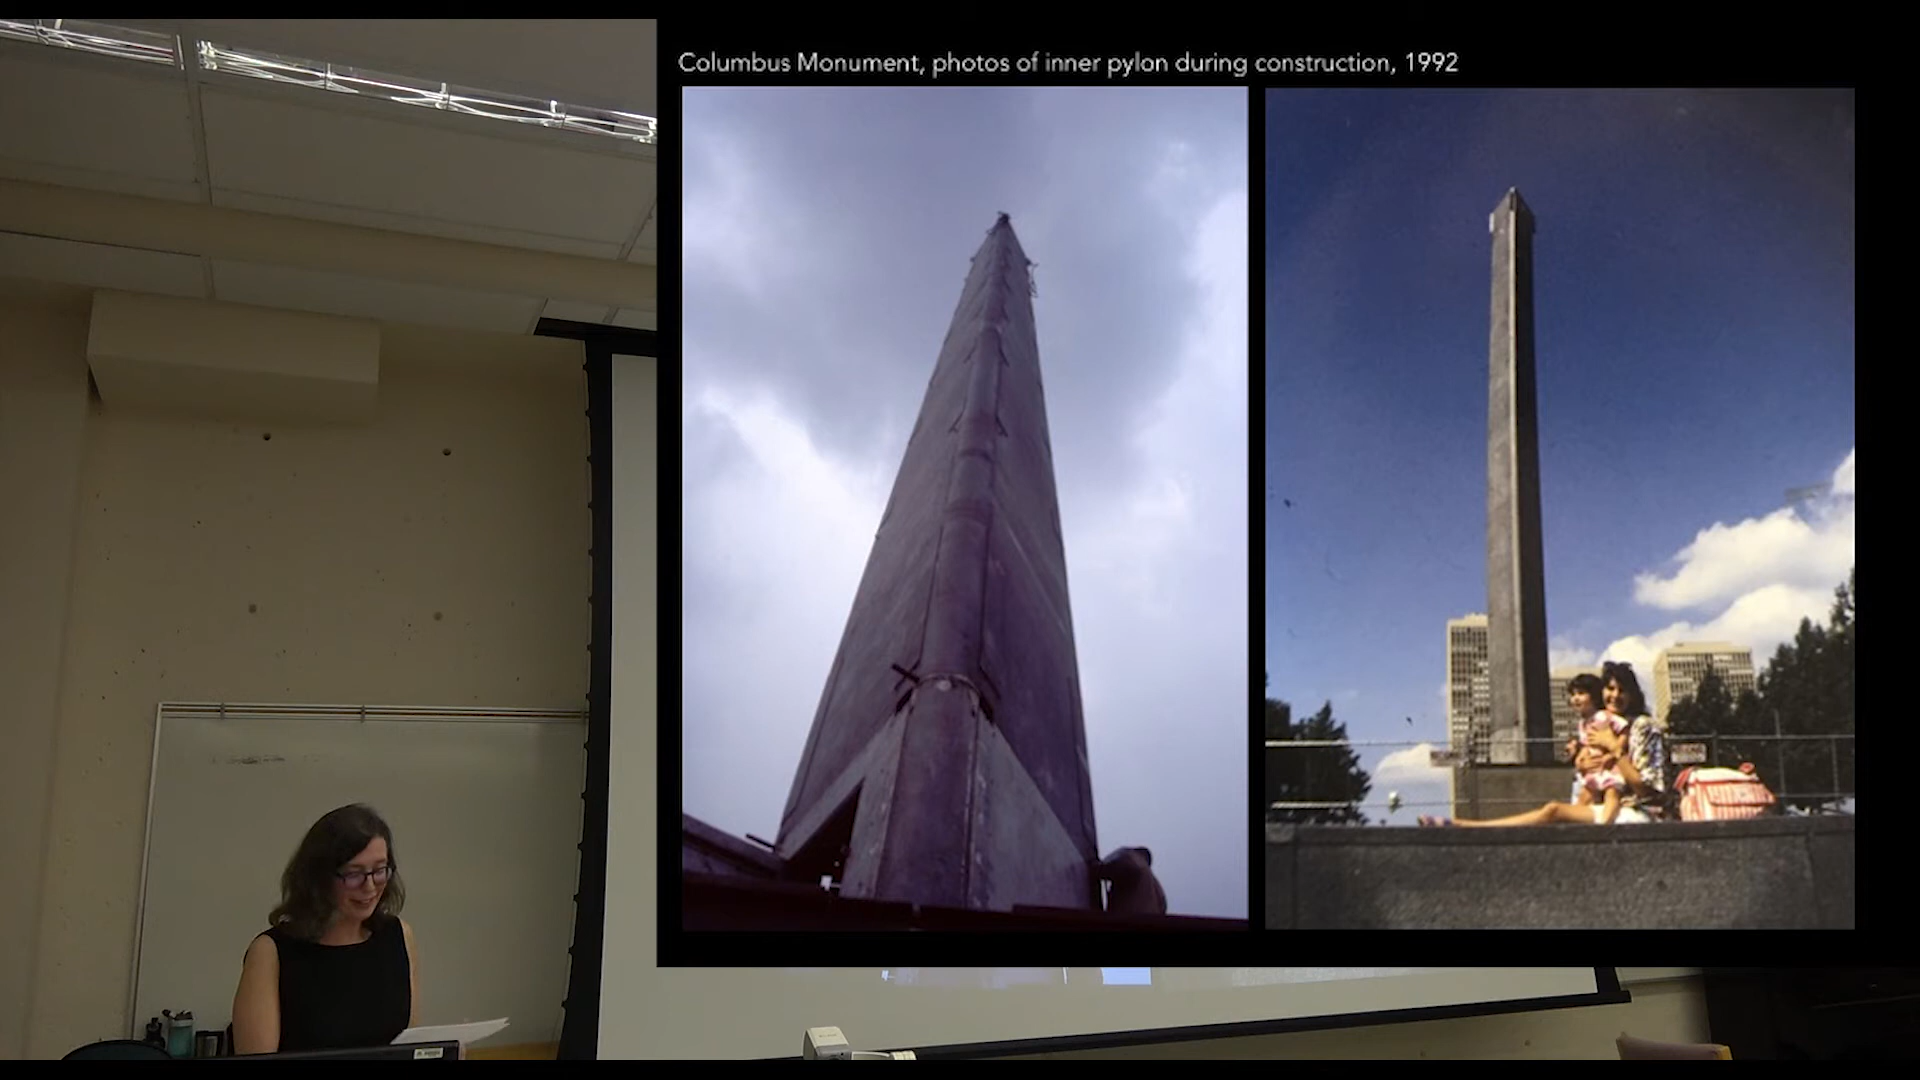 Columbus Monument, photos of inner pylon during construction, 1992